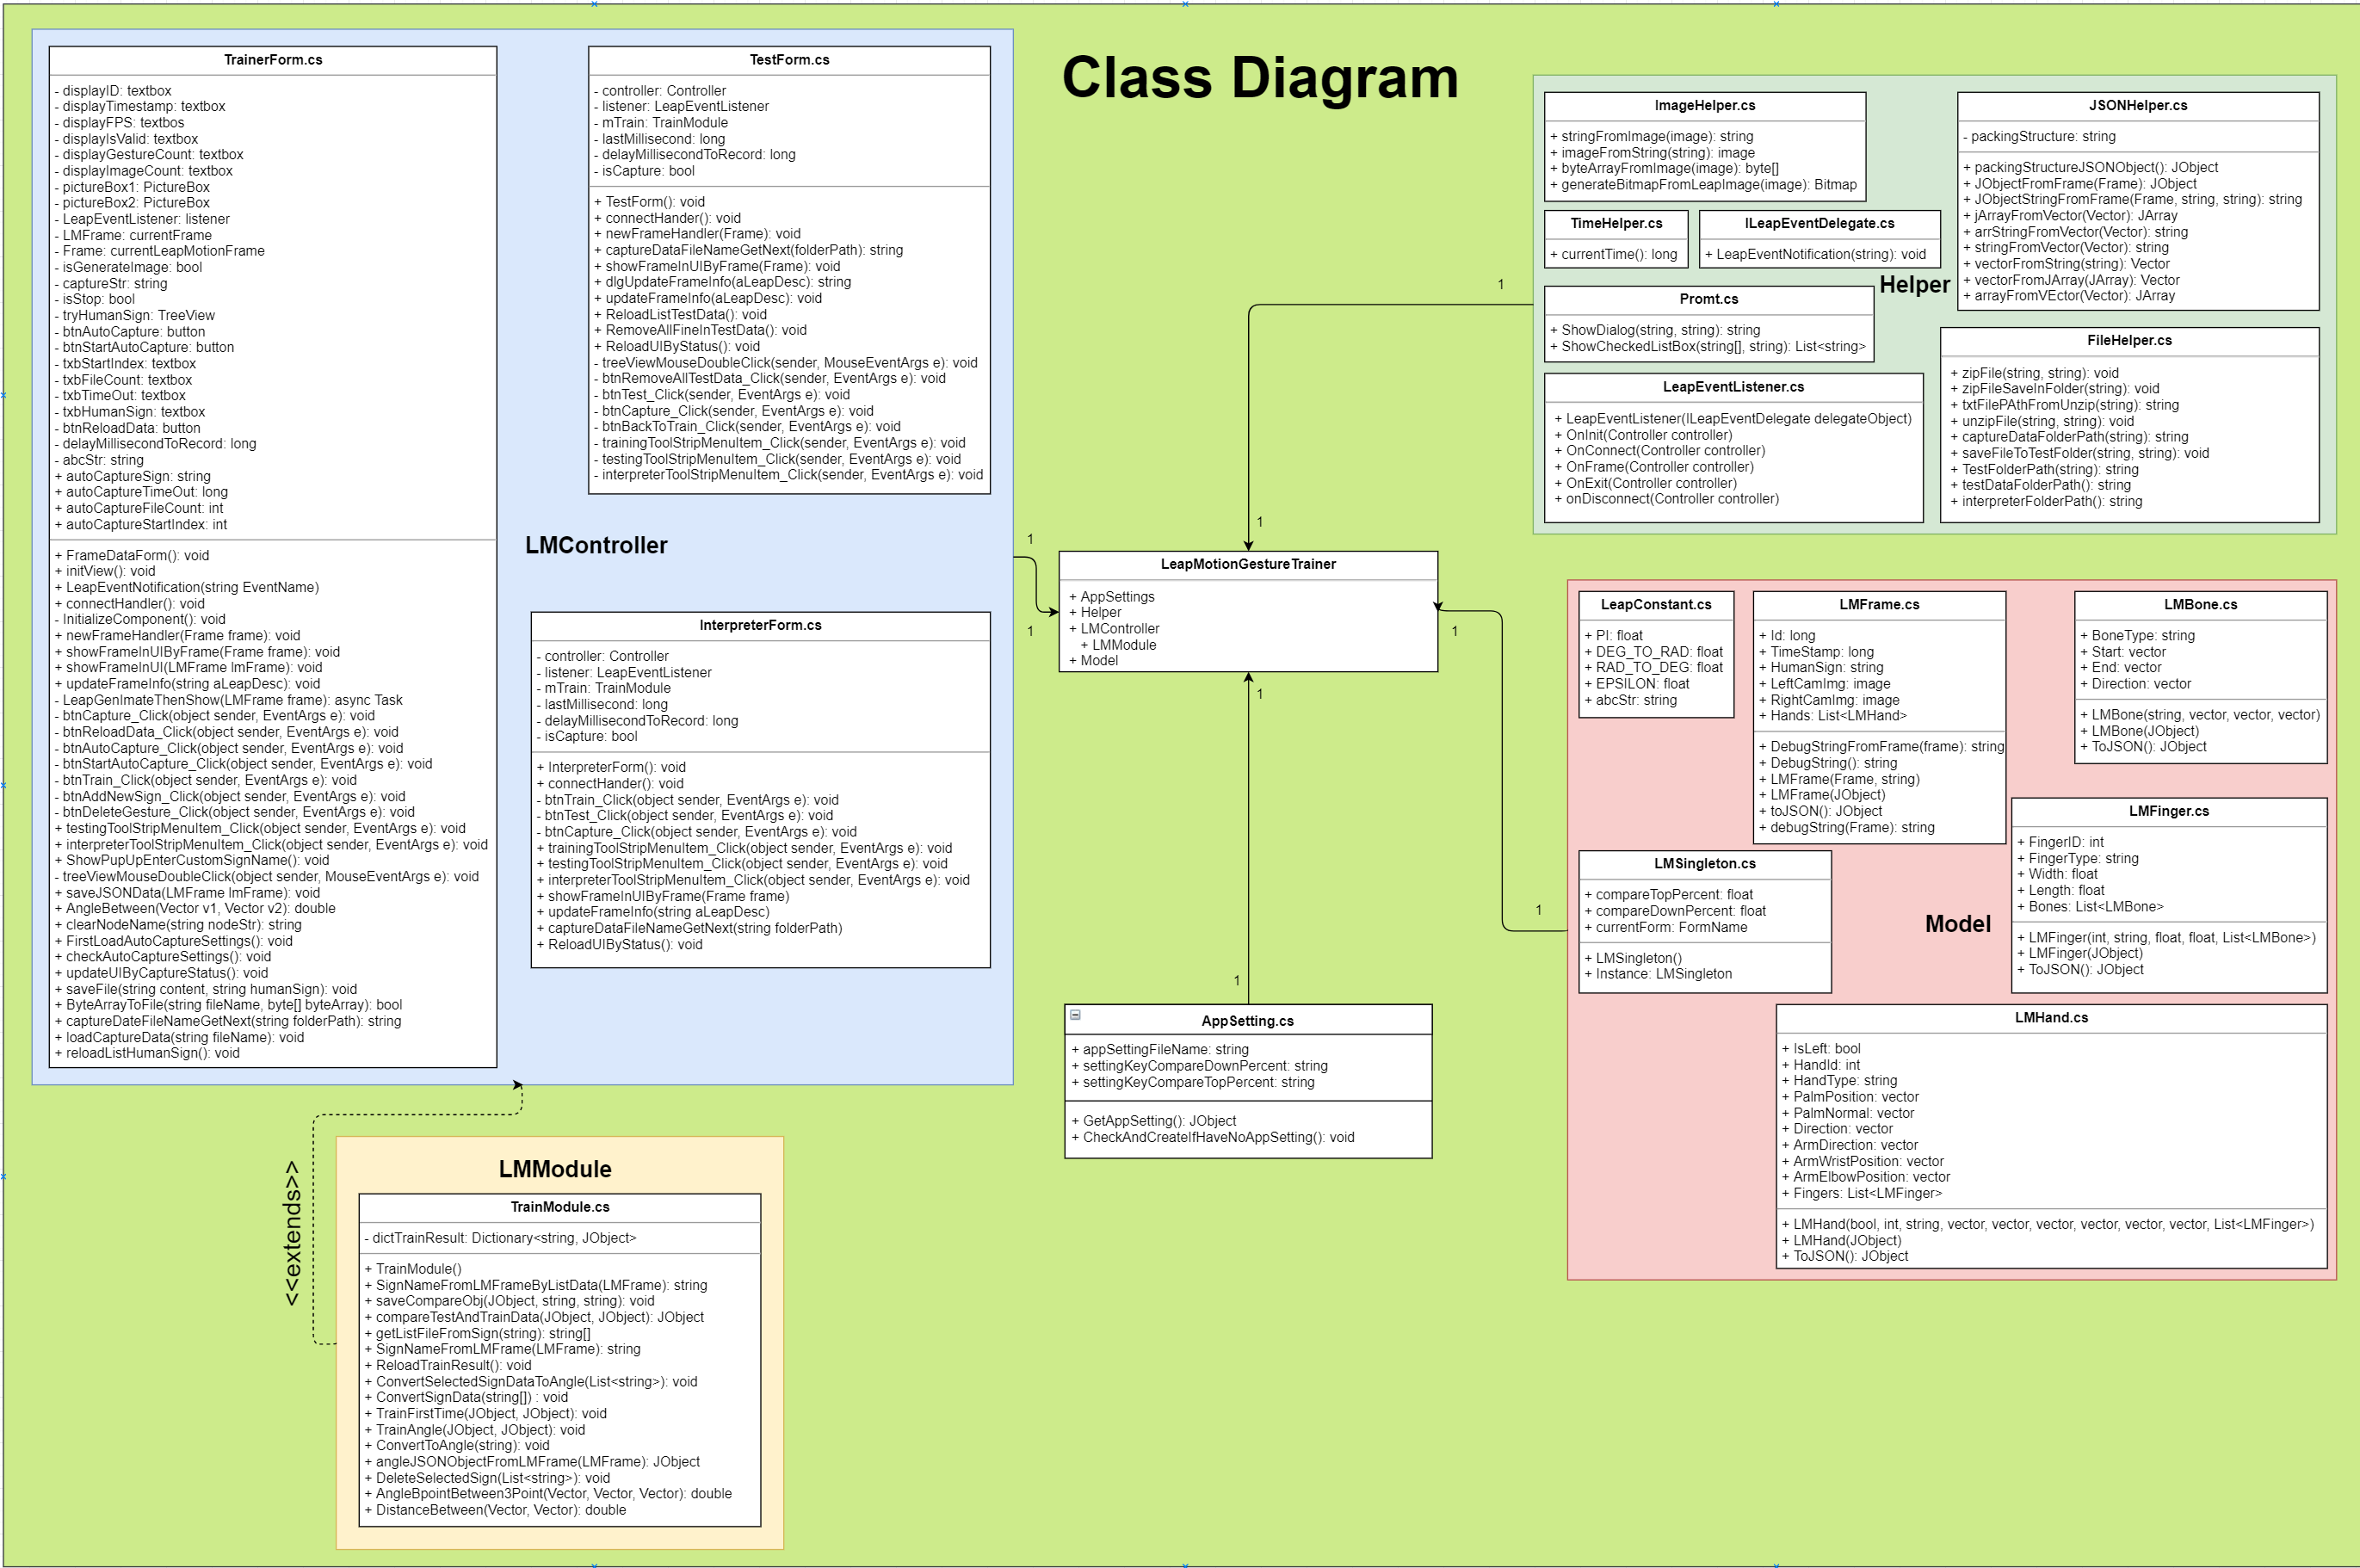 Class Diagram
TrainerForm.cs
- displayID: textbox
- displayTimestamp: textbox
- displayFPS: textbos
- displayIsValid: textbox
- displayGestureCount: textbox
- displayImageCount: textbox
- pictureBox1: PictureBox
- pictureBox2: PictureBox
- LeapEventListener: listener
- LMFrame: currentFrame
- Frame: currentLeapMotionFrame
- isGenerateImage: bool
- captureStr: string
- isStop: bool
- tryHumanSign: TreeView
- btnAutoCapture: button
- btnStartAutoCapture: button
- txbStartIndex: textbox
- txbFileCount: textbox
- txbTimeOut: textbox
- txbHumanSign: textbox
- btnReloadData: button
- delayMillisecondToRecord: long
- abcStr: string
+ autoCaptureSign: string
+ autoCaptureTimeOut: long
+ autoCaptureFileCount: int
+ autoCaptureStartIndex: int
+ FrameDataForm(): void
+ initView(): void
+ LeapEventNotification(string EventName)
+ connectHandler(): void
- InitializeComponent(): void
+ newFrameHandler(Frame frame): void
+ showFrameInUIByFrame(Frame frame): void
+ showFrameInUI(LMFrame lmFrame): void
+ updateFrameInfo(string aLeapDesc): void
- LeapGenImateThenShow(LMFrame frame): async Task
- btnCapture_Click(object sender, EventArgs e): void
- btnReloadData_Click(object sender, EventArgs e): void
- btnAutoCapture_Click(object sender, EventArgs e): void
- btnStartAutoCapture_Click(object sender, EventArgs e): void
- btnTrain_Click(object sender, EventArgs e): void
- btnAddNewSign_Click(object sender, EventArgs e): void
- btnDeleteGesture_Click(object sender, EventArgs e): void
+ testingToolStripMenuItem_Click(object sender, EventArgs e): void
+ interpreterToolStripMenuItem_Click(object sender, EventArgs e): void
+ ShowPupUpEnterCustomSignName(): void
- treeViewMouseDoubleClick(object sender, MouseEventArgs e): void
+ saveJSONData(LMFrame lmFrame): void
+ AngleBetween(Vector v1, Vector v2): double
+ clearNodeName(string nodeStr): string
+ FirstLoadAutoCaptureSettings(): void
+ checkAutoCaptureSettings(): void
+ updateUIByCaptureStatus(): void
+ saveFile(string content, string humanSign): void
+ ByteArrayToFile(string fileName, byte[] byteArray): bool
+ captureDateFileNameGetNext(string folderPath): string
+ loadCaptureData(string fileName): void
+ reloadListHumanSign(): void
TestForm.cs
- controller: Controller
- listener: LeapEventListener
- mTrain: TrainModule
- lastMillisecond: long
- delayMillisecondToRecord: long
- isCapture: bool
+ TestForm(): void
+ connectHander(): void
+ newFrameHandler(Frame): void
+ captureDataFileNameGetNext(folderPath): string
+ showFrameInUIByFrame(Frame): void
+ dlgUpdateFrameInfo(aLeapDesc): string
+ updateFrameInfo(aLeapDesc): void
+ ReloadListTestData(): void
+ RemoveAllFineInTestData(): void
+ ReloadUIByStatus(): void
- treeViewMouseDoubleClick(sender, MouseEventArgs e): void
- btnRemoveAllTestData_Click(sender, EventArgs e): void
- btnTest_Click(sender, EventArgs e): void
- btnCapture_Click(sender, EventArgs e): void
- btnBackToTrain_Click(sender, EventArgs e): void
- trainingToolStripMenuItem_Click(sender, EventArgs e): void
- testingToolStripMenuItem_Click(sender, EventArgs e): void
- interpreterToolStripMenuItem_Click(sender, EventArgs e): void
LMController
InterpreterForm.cs
- controller: Controller
- listener: LeapEventListener
- mTrain: TrainModule
- lastMillisecond: long
- delayMillisecondToRecord: long
- isCapture: bool
+ InterpreterForm(): void
+ connectHander(): void
- btnTrain_Click(object sender, EventArgs e): void
- btnTest_Click(object sender, EventArgs e): void
- btnCapture_Click(object sender, EventArgs e): void
+ trainingToolStripMenuItem_Click(object sender, EventArgs e): void
+ testingToolStripMenuItem_Click(object sender, EventArgs e): void
+ interpreterToolStripMenuItem_Click(object sender, EventArgs e): void
+ showFrameInUIByFrame(Frame frame)
+ updateFrameInfo(string aLeapDesc)
+ captureDataFileNameGetNext(string folderPath)
+ ReloadUIByStatus(): void
<<extends>>
LMModule
TrainModule.cs
- dictTrainResult: Dictionary<string, JObject>
+ TrainModule()
+ SignNameFromLMFrameByListData(LMFrame): string
+ saveCompareObj(JObject, string, string): void
+ compareTestAndTrainData(JObject, JObject): JObject
+ getListFileFromSign(string): string[]
+ SignNameFromLMFrame(LMFrame): string
+ ReloadTrainResult(): void
+ ConvertSelectedSignDataToAngle(List<string>): void
+ ConvertSignData(string[]) : void
+ TrainFirstTime(JObject, JObject): void
+ TrainAngle(JObject, JObject): void
+ ConvertToAngle(string): void
+ angleJSONObjectFromLMFrame(LMFrame): JObject
+ DeleteSelectedSign(List<string>): void
+ AngleBpointBetween3Point(Vector, Vector, Vector): double
+ DistanceBetween(Vector, Vector): double
1
1
1
1
LeapMotionGestureTrainer
+ AppSettings
+ Helper
+ LMController
+ LMModule
+ Model
1
1
1
1
AppSetting.cs
+ appSettingFileName: string
+ settingKeyCompareDownPercent: string
+ settingKeyCompareTopPercent: string
+ GetAppSetting(): JObject
+ CheckAndCreateIfHaveNoAppSetting(): void
ImageHelper.cs
+ stringFromImage(image): string
+ imageFromString(string): image
+ byteArrayFromImage(image): byte[]
+ generateBitmapFromLeapImage(image): Bitmap
TimeHelper.cs
+ currentTime(): long
ILeapEventDelegate.cs
+ LeapEventNotification(string): void
Helper
Promt.cs
+ ShowDialog(string, string): string
+ ShowCheckedListBox(string[], string): List<string>
LeapEventListener.cs
+ LeapEventListener(ILeapEventDelegate delegateObject)
+ OnInit(Controller controller)
+ OnConnect(Controller controller)
+ OnFrame(Controller controller)
+ OnExit(Controller controller)
+ onDisconnect(Controller controller)
JSONHelper.cs
- packingStructure: string
+ packingStructureJSONObject(): JObject
+ JObjectFromFrame(Frame): JObject
+ JObjectStringFromFrame(Frame, string, string): string
+ jArrayFromVector(Vector): JArray
+ arrStringFromVector(Vector): string
+ stringFromVector(Vector): string
+ vectorFromString(string): Vector
+ vectorFromJArray(JArray): Vector
+ arrayFromVEctor(Vector): JArray
FileHelper.cs
+ zipFile(string, string): void
+ zipFileSaveInFolder(string): void
+ txtFilePAthFromUnzip(string): string
+ unzipFile(string, string): void
+ captureDataFolderPath(string): string
+ saveFileToTestFolder(string, string): void
+ TestFolderPath(string): string
+ testDataFolderPath(): string
+ interpreterFolderPath(): string
LeapConstant.cs
+ PI: float
+ DEG_TO_RAD: float
+ RAD_TO_DEG: float
+ EPSILON: float
+ abcStr: string
LMFrame.cs
+ Id: long
+ TimeStamp: long
+ HumanSign: string
+ LeftCamImg: image
+ RightCamImg: image
+ Hands: List<LMHand>
+ DebugStringFromFrame(frame): string
+ DebugString(): string
+ LMFrame(Frame, string)
+ LMFrame(JObject)
+ toJSON(): JObject
+ debugString(Frame): string
LMBone.cs
+ BoneType: string
+ Start: vector
+ End: vector
+ Direction: vector
+ LMBone(string, vector, vector, vector)
+ LMBone(JObject)
+ ToJSON(): JObject
LMSingleton.cs
+ compareTopPercent: float
+ compareDownPercent: float
+ currentForm: FormName
+ LMSingleton()
+ Instance: LMSingleton
Model
LMFinger.cs
+ FingerID: int
+ FingerType: string
+ Width: float
+ Length: float
+ Bones: List<LMBone>
+ LMFinger(int, string, float, float, List<LMBone>)
+ LMFinger(JObject)
+ ToJSON(): JObject
LMHand.cs
+ IsLeft: bool
+ HandId: int
+ HandType: string
+ PalmPosition: vector
+ PalmNormal: vector
+ Direction: vector
+ ArmDirection: vector
+ ArmWristPosition: vector
+ ArmElbowPosition: vector
+ Fingers: List<LMFinger>
+ LMHand(bool, int, string, vector, vector, vector, vector, vector, vector, List<LMFinger>)
+ LMHand(JObject)
+ ToJSON(): JObject